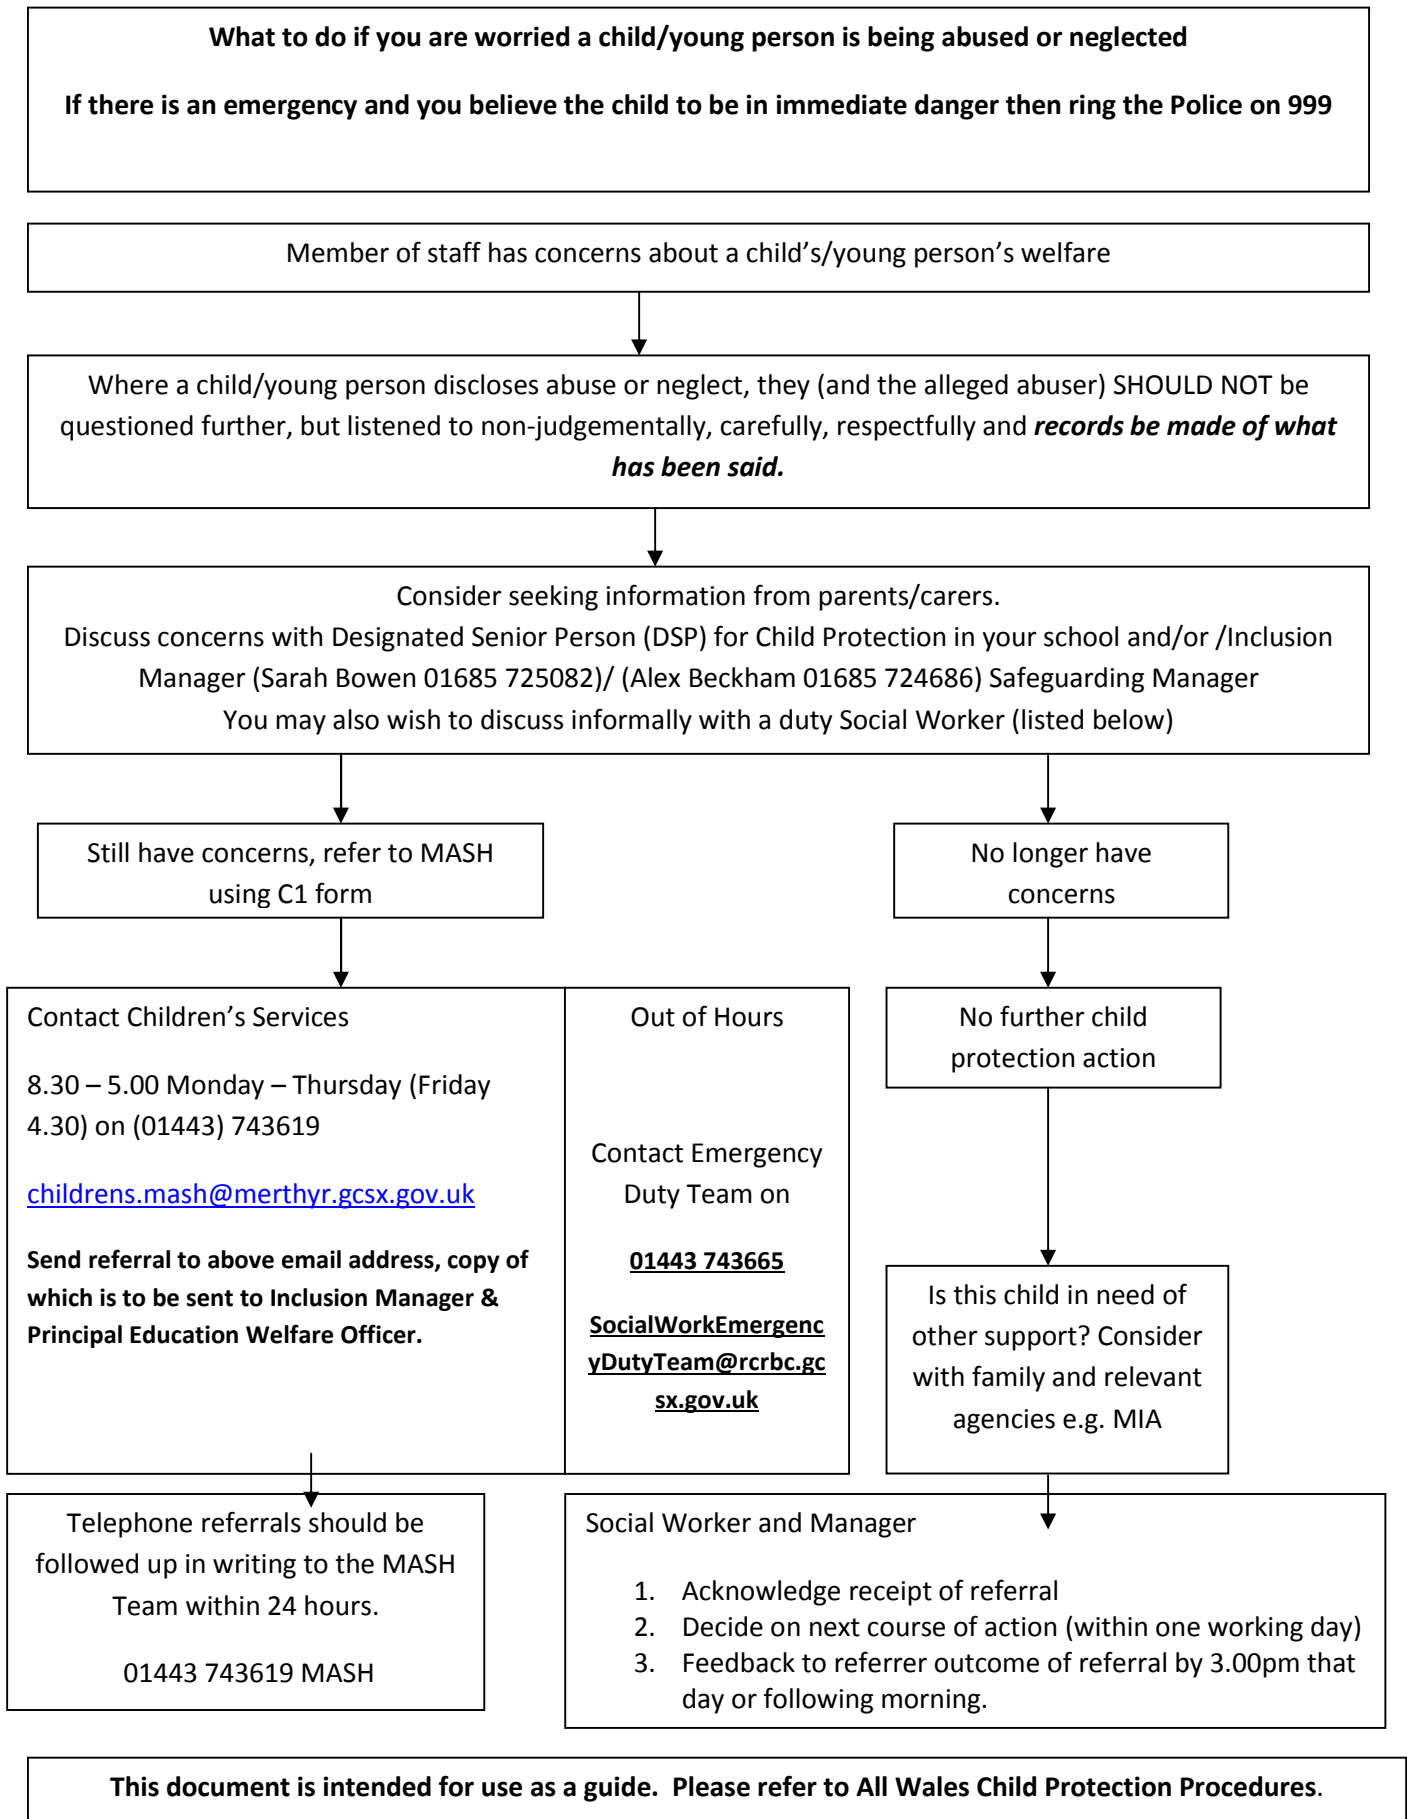 What to do if you are worried a child/young person is being abused or neglected
If there is an emergency and you believe the child to be in immediate danger then ring the Police on 999
Member of staff has concerns about a child’s/young person’s welfare
Where a child/young person discloses abuse or neglect, they (and the alleged abuser) SHOULD NOT be
questioned further, but listened to non-judgementally, carefully, respectfully and records be made of what
has been said.
Consider seeking information from parents/carers.
Discuss concerns with Designated Senior Person (DSP) for Child Protection in your school and/or /Inclusion
Manager (Sarah Bowen 01685 725082)/ (Alex Beckham 01685 724686) Safeguarding Manager
You may also wish to discuss informally with a duty Social Worker (listed below)
Still have concerns, refer to MASH
using C1 form
No longer have
concerns
Contact Children’s Services
8.30 – 5.00 Monday – Thursday (Friday
4.30) on (01443) 743619
childrens.mash@merthyr.gcsx.gov.uk
Send referral to above email address, copy of
which is to be sent to Inclusion Manager &
Principal Education Welfare Officer.
Out of Hours
Contact Emergency
Duty Team on
01443 743665
SocialWorkEmergenc
yDutyTeam@rcrbc.gc
sx.gov.uk
No further child
protection action
Is this child in need of
other support? Consider
with family and relevant
agencies e.g. MIA
Telephone referrals should be
followed up in writing to the MASH
Team within 24 hours.
01443 743619 MASH
Social Worker and Manager
1. Acknowledge receipt of referral
2. Decide on next course of action (within one working day)
3. Feedback to referrer outcome of referral by 3.00pm that
day or following morning.
This document is intended for use as a guide.  Please refer to All Wales Child Protection Procedures.